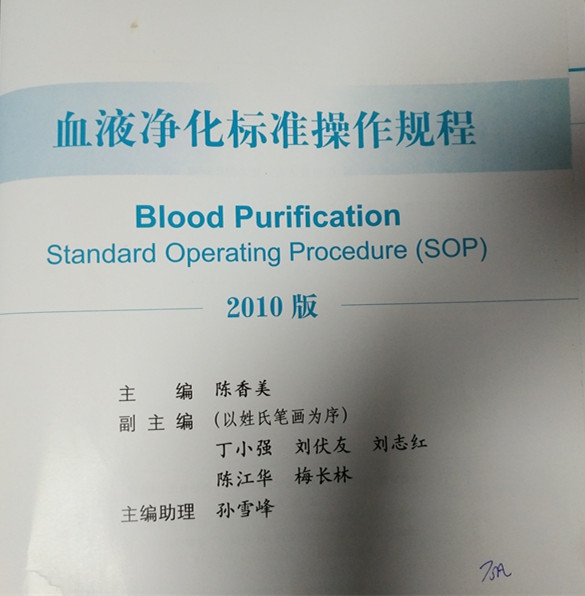 血液净化标准操作规程
Blood Purification
Standard Operating Procedure (SOP)
2010 版
主 编 陈香美
副 主 编 (以姓氏笔画为序)
丁小强 刘伏友 刘志红
陈江华 梅长林
主编助理 孙雪峰